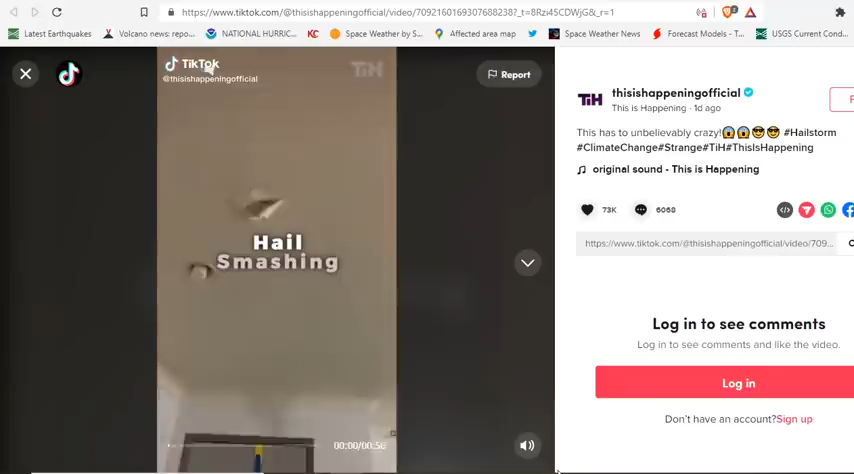 https://www.tiktok.com/@thisishappeningofficial/video/7092160169307688238?_t=8Rzi45CDWjG&_r=1
Latest Earthquakes
Volcano news: repo...
NATIONAL HURRIC...
KC
Space Weather by S...
Affected area map
Space Weather News
Forecast Models - T...
USGS Current Cond...
TikTok
@thisishappeningofficial
TiH
Report
Hail
Smashing
00:00/00:50
TiH
thisishappeningofficial
This is Happening · 1d ago
F
This has to unbelievably crazy!😱😱😎😎 #Hailstorm
#ClimateChange#Strange#TiH#ThisIsHappening
original sound - This is Happening
73K
6068
https://www.tiktok.com/@thisishappeningofficial/video/709...
Log in to see comments
Log in to see comments and like the video.
Log in
Don't have an account?Sign up